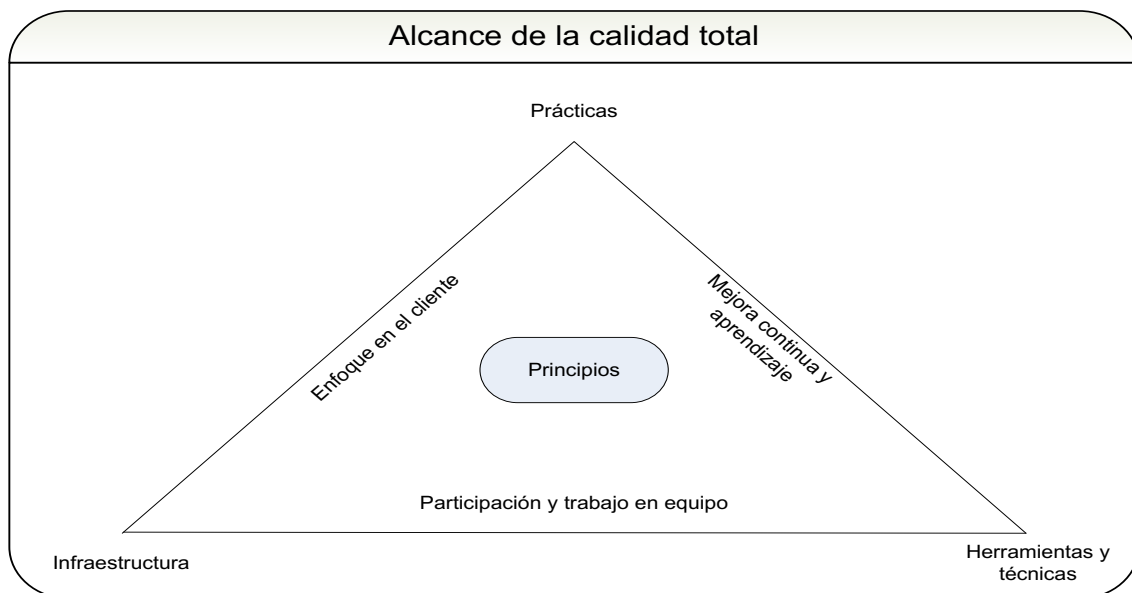 Alcance de la calidad total
Prácticas
Enfoque en el cliente
Mejora continua y
aprendizaje
Principios
Participación y trabajo en equipo
Infraestructura
Herramientas y
técnicas